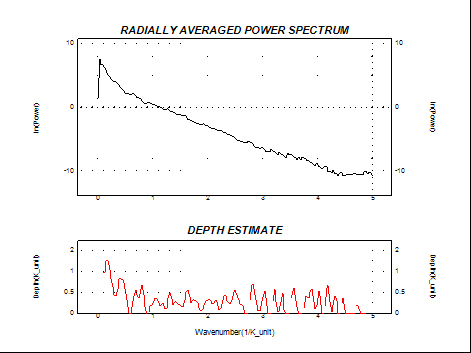 RADIALLY AVERAGED POWER SPECTRUM
10 10
ln(Power) 0 0 ln(Power)
-10 -10
0 1 2 3 4 5
DEPTH ESTIMATE
2 2
1.5 1.5
Depth(K_unit) 1 1 Depth(K_unit)
0.5 0.5
0 0
0 1 2 3 4 5
Wavenumber(1/K_unit)